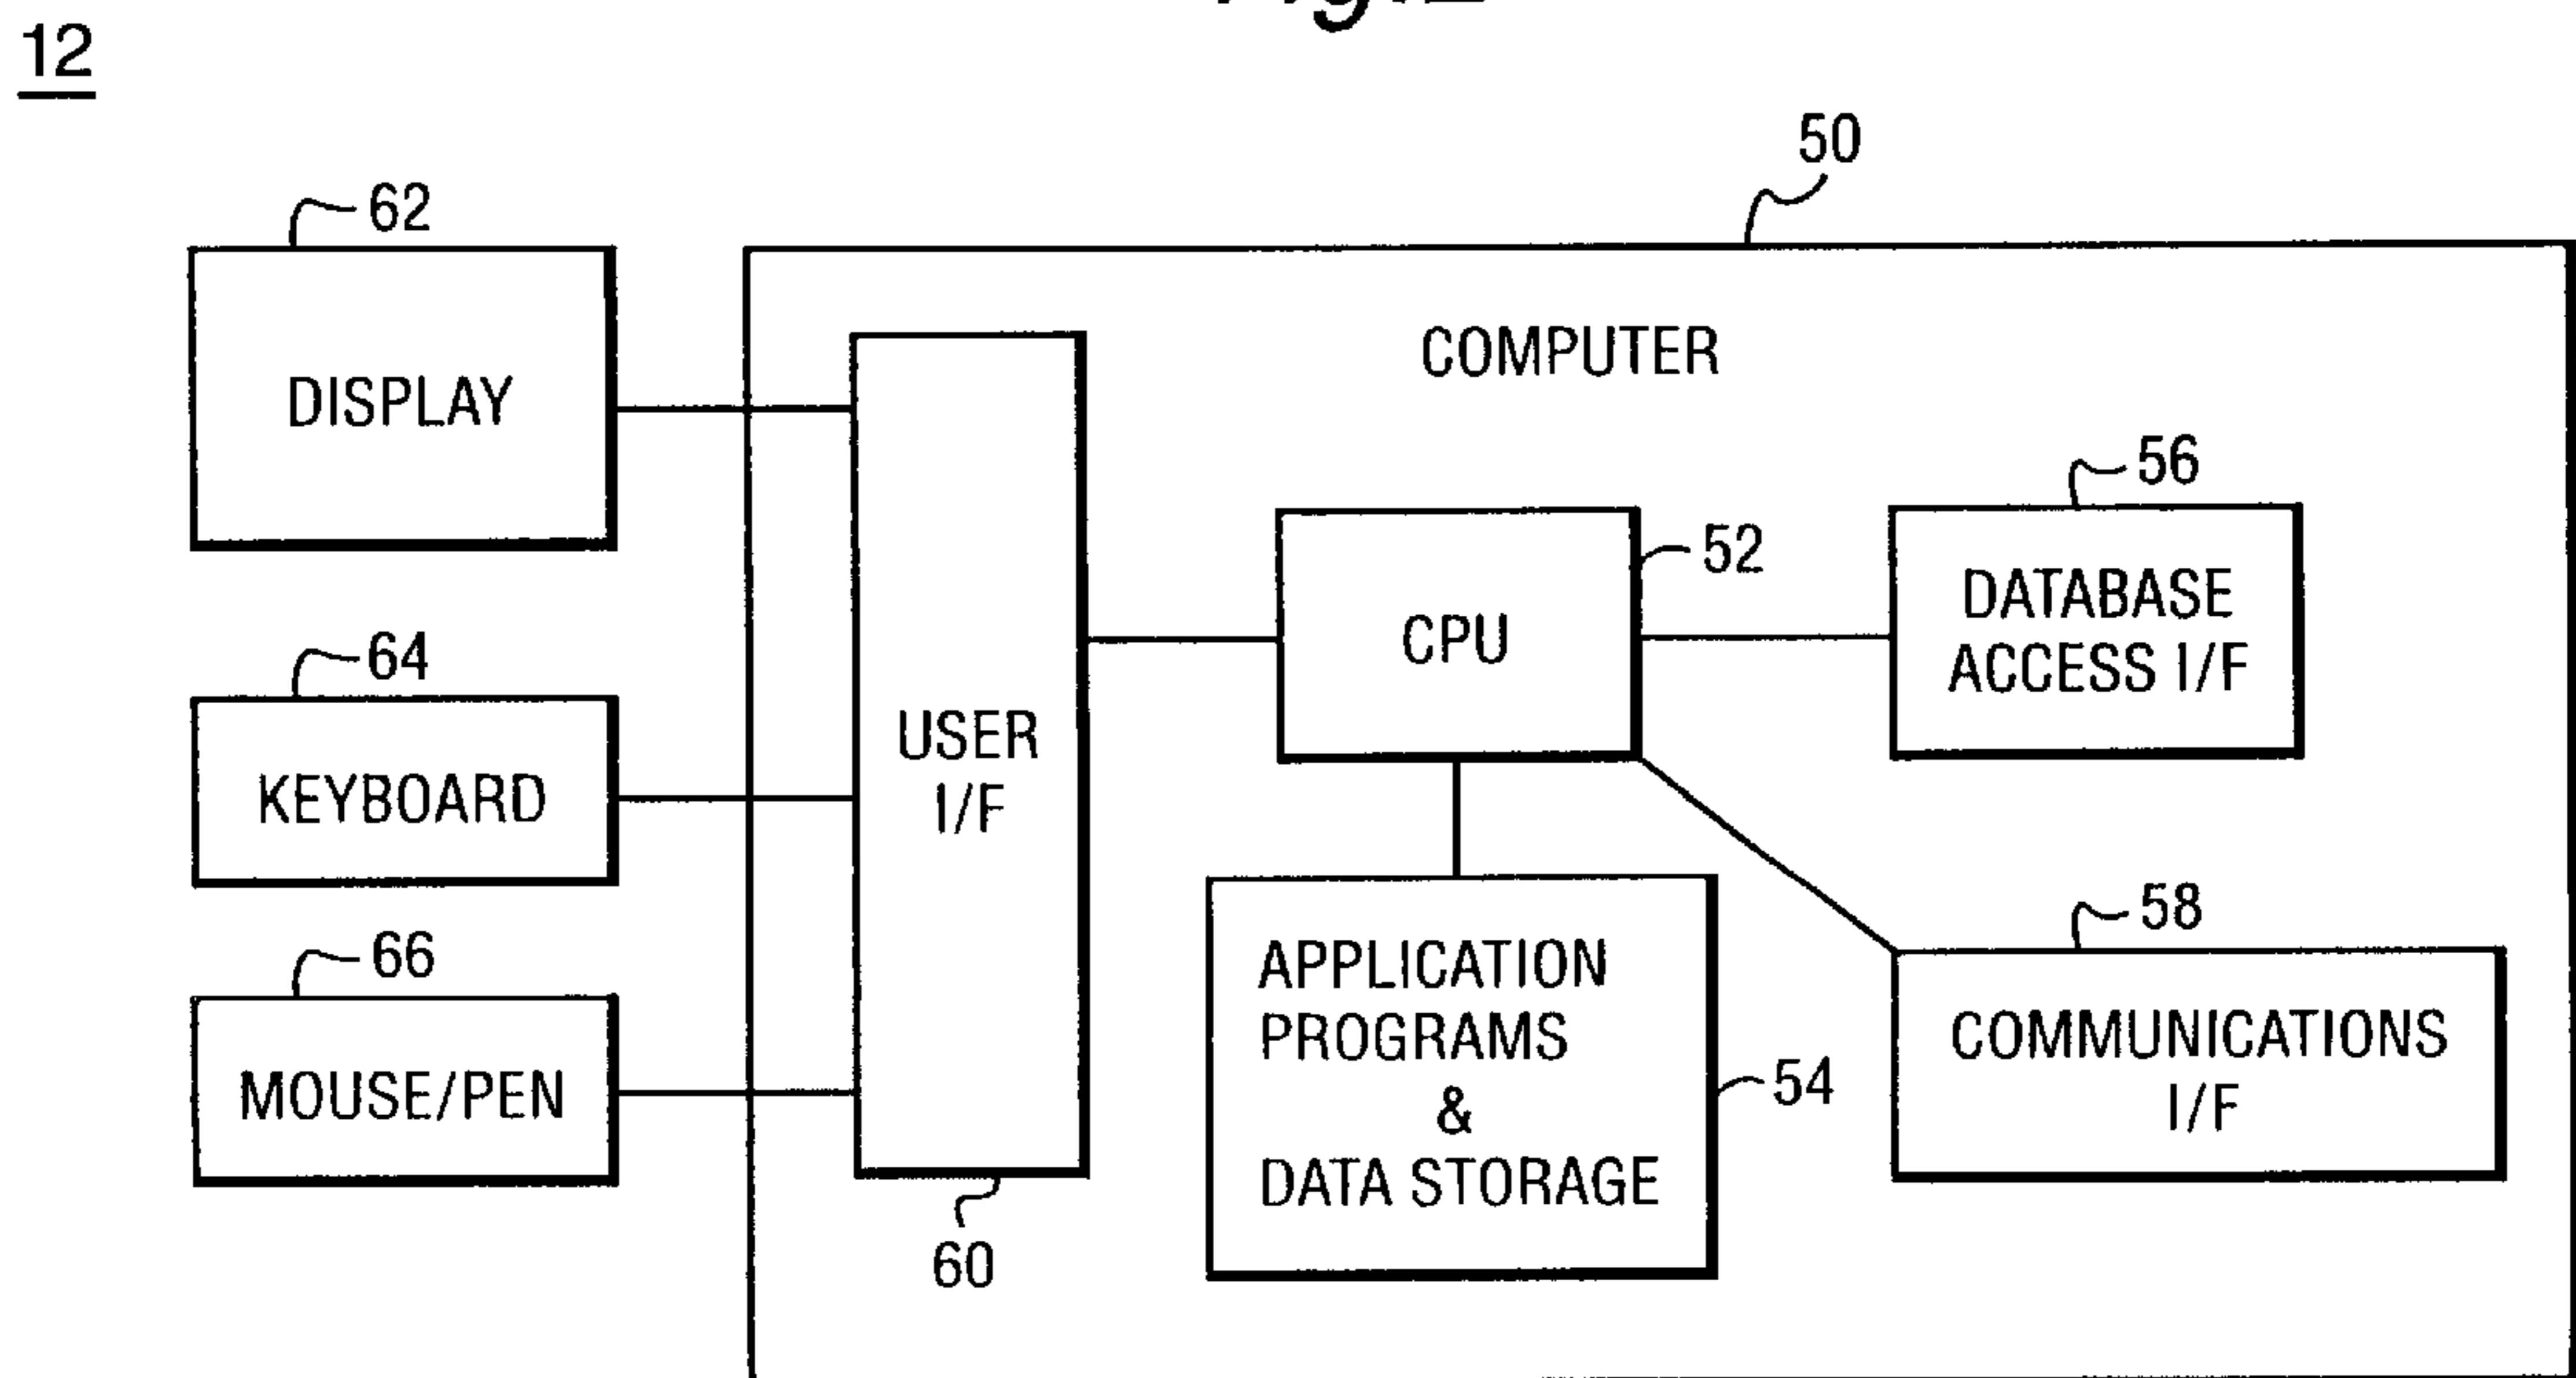 12
50
62
DISPLAY
COMPUTER
56
DATABASE
ACCESS I/F
52
CPU
64
KEYBOARD
USER
I/F
66
MOUSE/PEN
58
COMMUNICATIONS
I/F
APPLICATION
PROGRAMS
&
DATA STORAGE
54
60